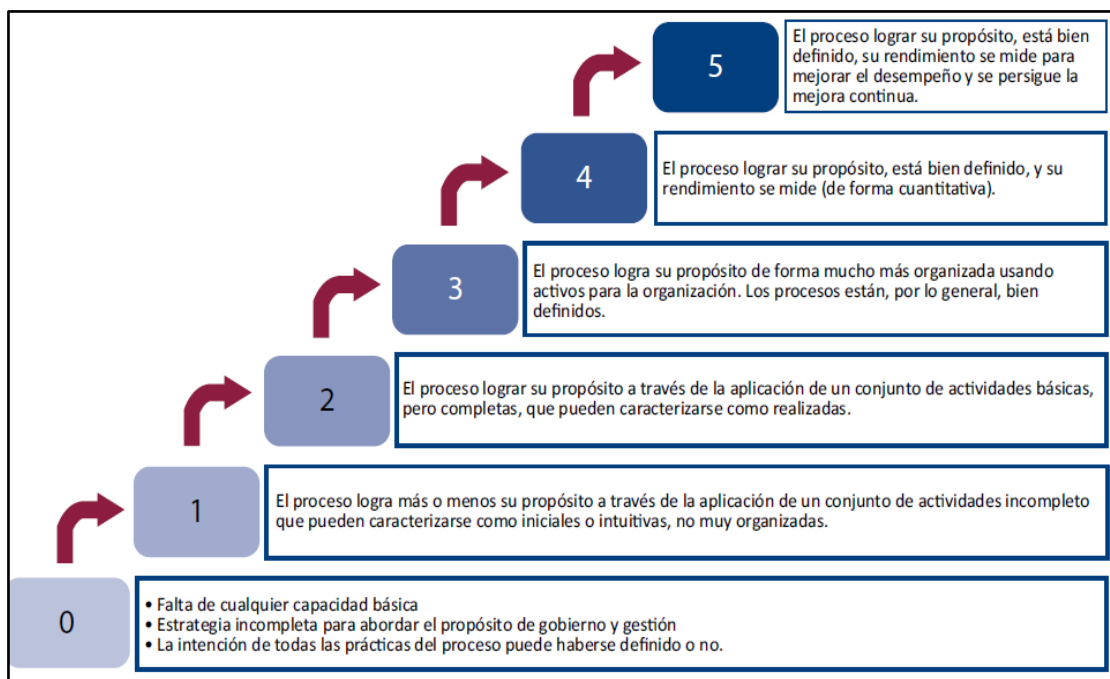 5
El proceso lograr su propósito, está bien
definido, su rendimiento se mide para
mejorar el desempeño y se persigue la
mejora continua.
4
El proceso lograr su propósito, está bien definido, y su
rendimiento se mide (de forma cuantitativa).
3
El proceso logra su propósito de forma mucho más organizada usando
activos para la organización. Los procesos están, por lo general, bien
definidos.
2
El proceso lograr su propósito a través de la aplicación de un conjunto de actividades básicas,
pero completas, que pueden caracterizarse como realizadas.
1
El proceso logra más o menos su propósito a través de la aplicación de un conjunto de actividades incompleto
que pueden caracterizarse como iniciales o intuitivas, no muy organizadas.
0
• Falta de cualquier capacidad básica
• Estrategia incompleta para abordar el propósito de gobierno y gestión
• La intención de todas las prácticas del proceso puede haberse definido o no.